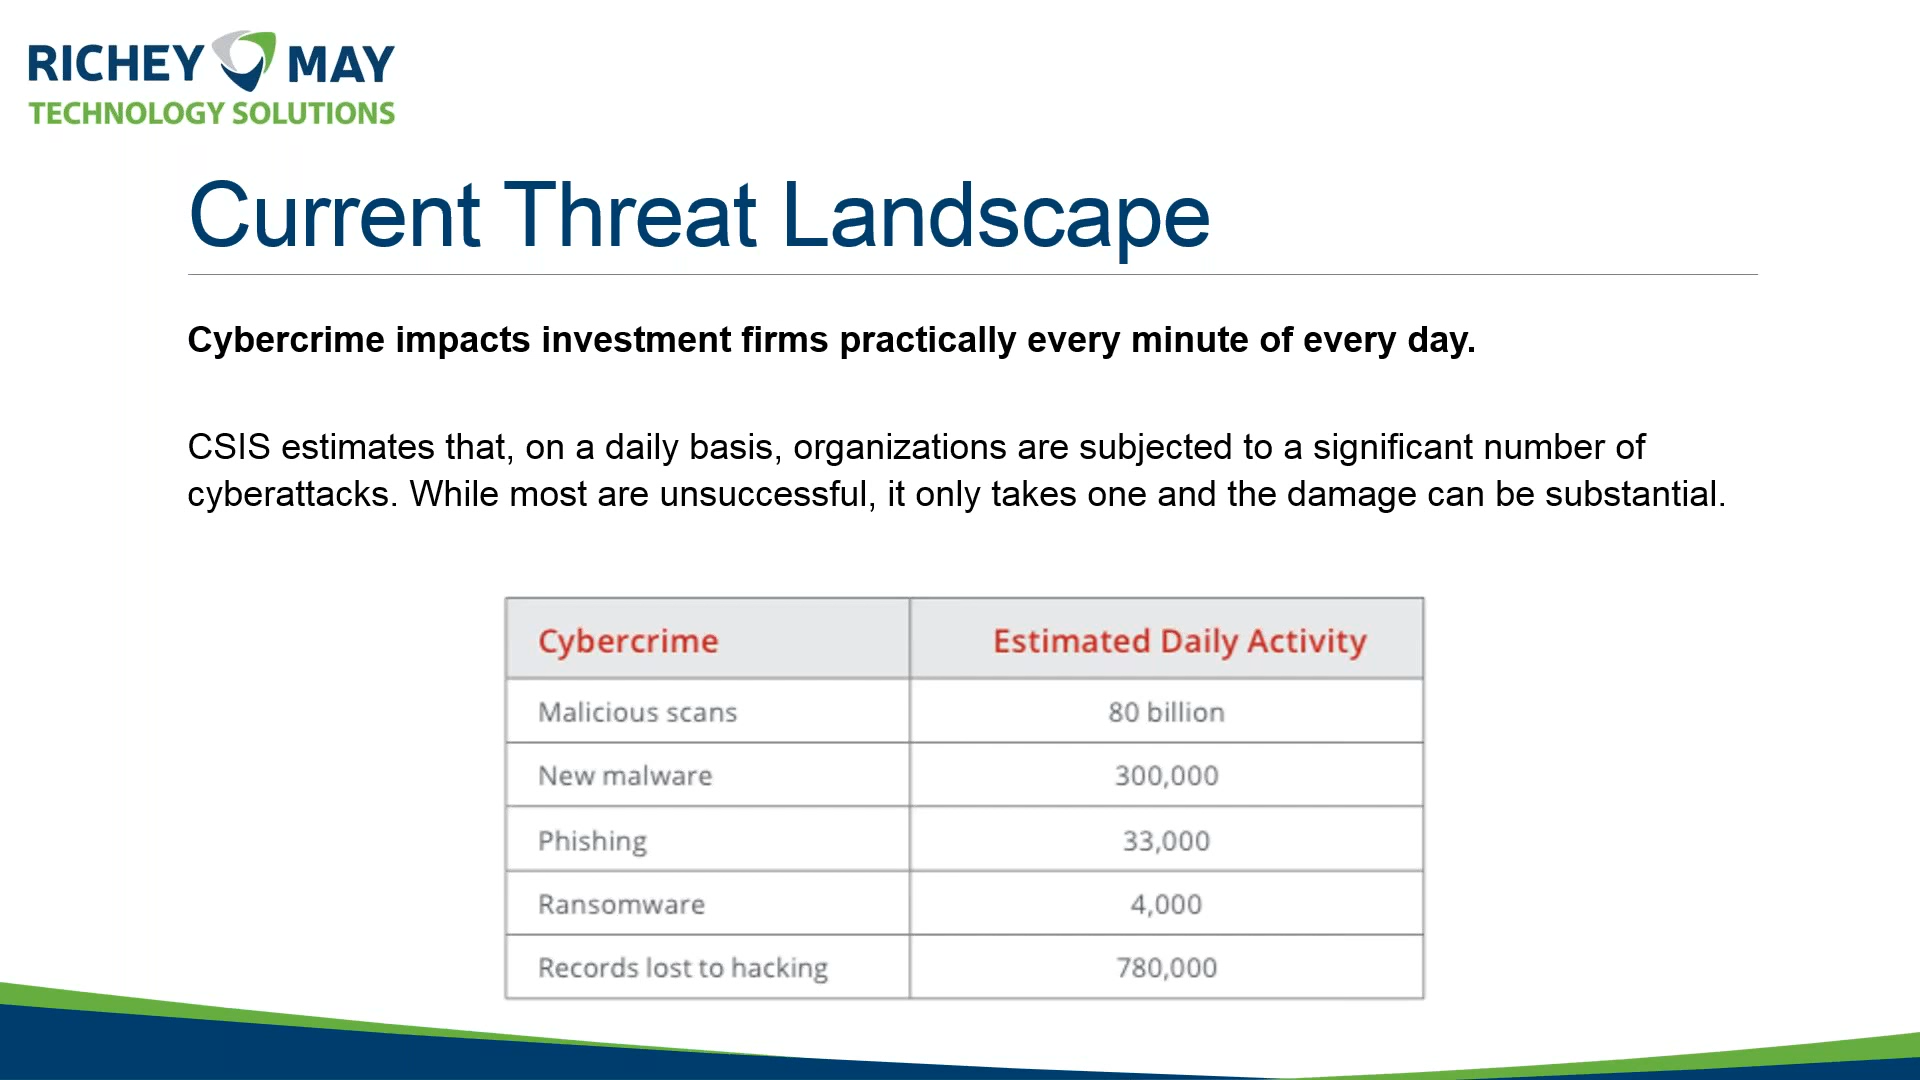 RICHEY MAY
TECHNOLOGY SOLUTIONS
Current Threat Landscape
Cybercrime impacts investment firms practically every minute of every day.
CSIS estimates that, on a daily basis, organizations are subjected to a significant number of
cyberattacks. While most are unsuccessful, it only takes one and the damage can be substantial.
Cybercrime Estimated Daily Activity
Malicious scans 80 billion
New malware 300,000
Phishing 33,000
Ransomware 4,000
Records lost to hacking 780,000